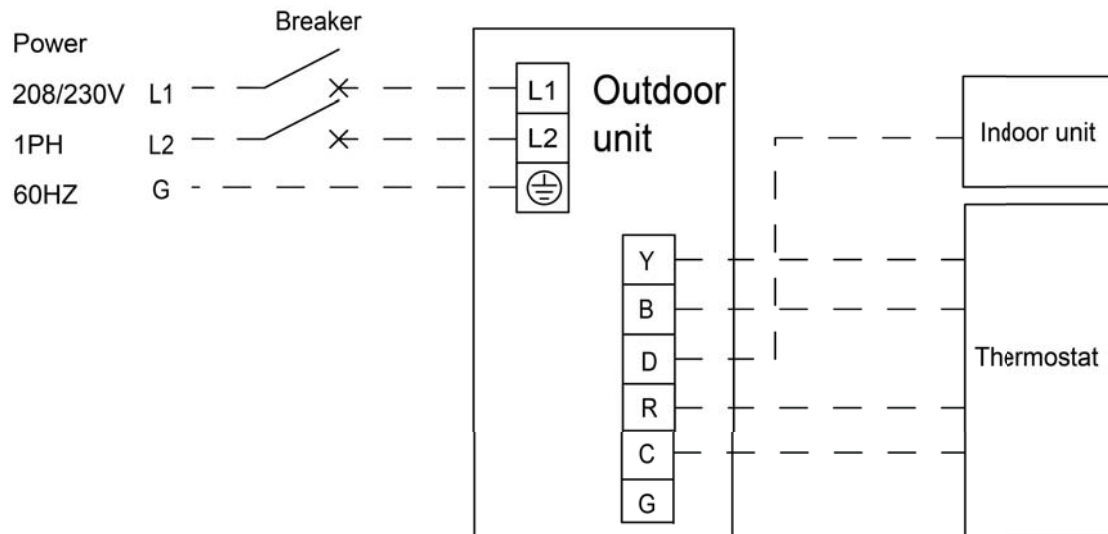 Breaker
Power
208/230V L1
1PH L2
60HZ G
L1
L2
Outdoor
unit
Indoor unit
Y
B
D
R
C
G
Thermostat